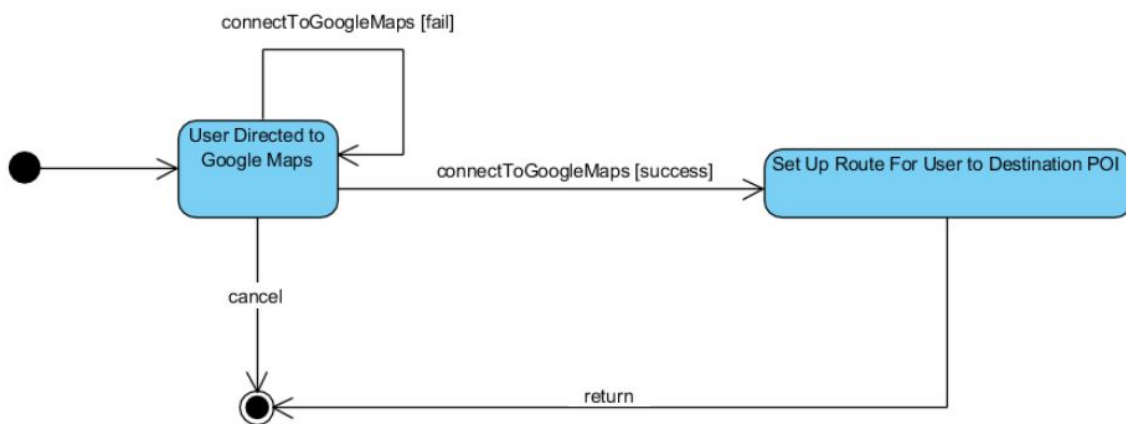 connectToGoogleMaps [fail]
User Directed to
Google Maps
connectToGoogleMaps [success]
Set Up Route For User to Destination POI
cancel
return